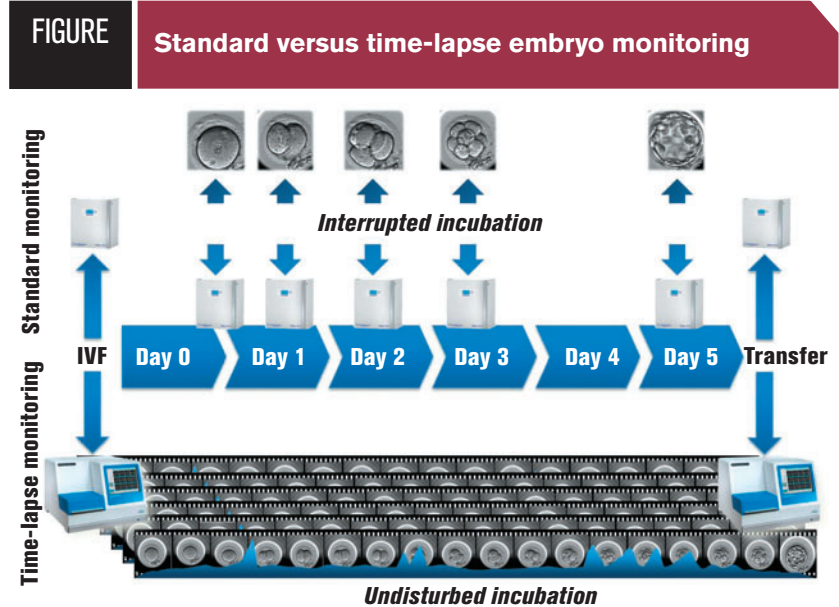 FIGURE
Standard versus time-lapse embryo monitoring
Standard monitoring
Interrupted incubation
IVF
Day 0
Day 1
Day 2
Day 3
Day 4
Day 5
Transfer
Time-lapse monitoring
Undisturbed incubation